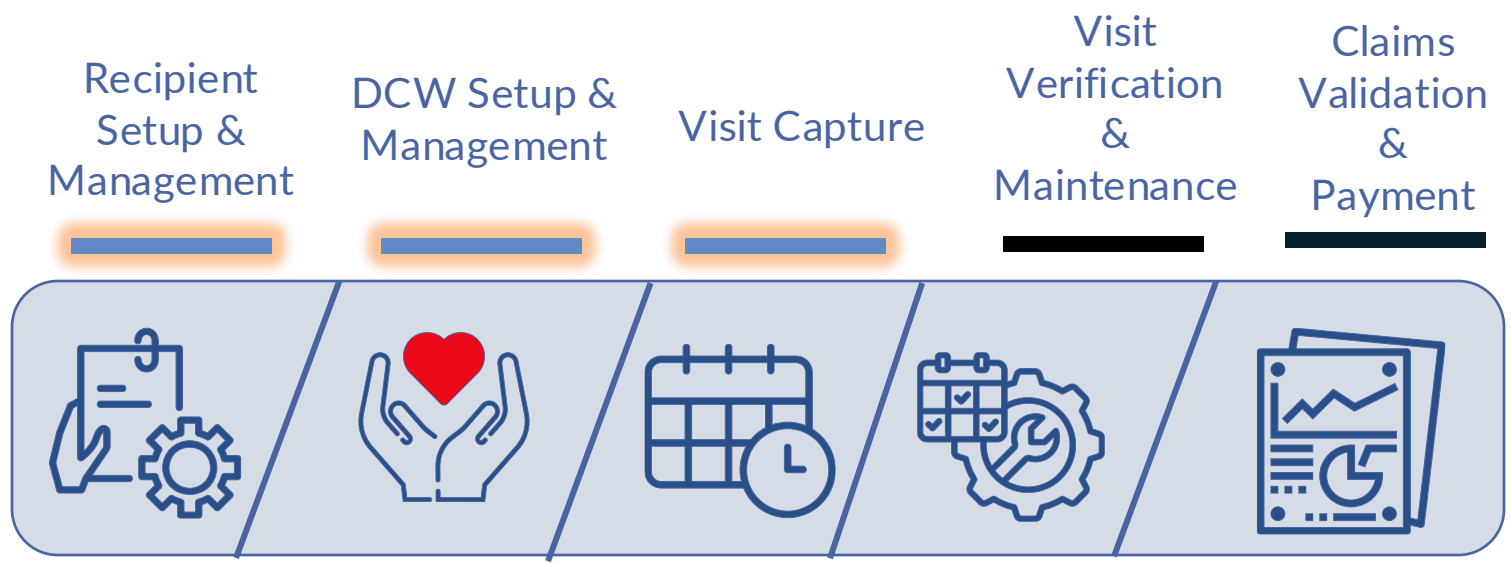 Recipient
Setup &
Management
DCW Setup &
Management
Visit Capture
Visit
Verification
&
Maintenance
Claims
Validation
&
Payment